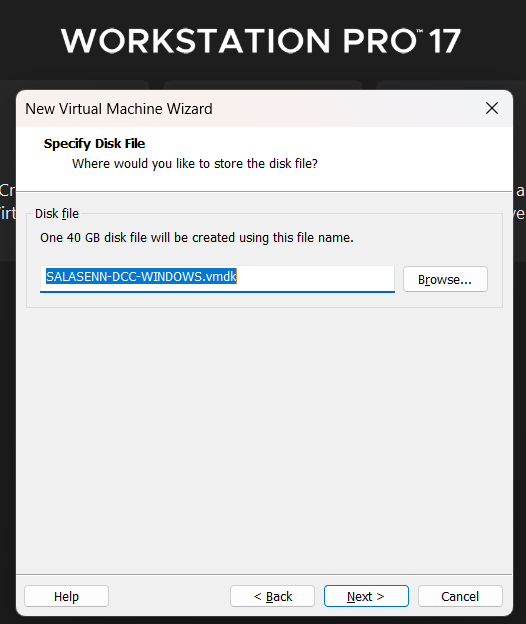 WORKSTATION PRO™ 17
New Virtual Machine Wizard
Specify Disk File
Where would you like to store the disk file?
Cr
a
irt
ve
Disk file
One 40 GB disk file will be created using this file name.
SALASENN-DCC-WINDOWS.vmdk
Browse...
Help
< Back
Next >
Cancel